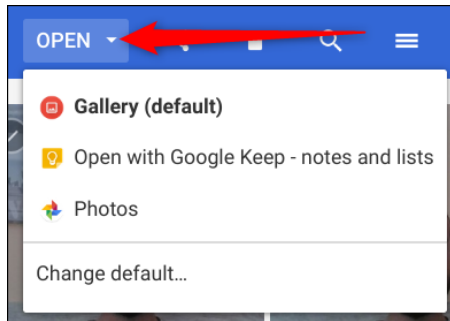 OPEN
Gallery (default)
Open with Google Keep - notes and lists
Photos
Change default...